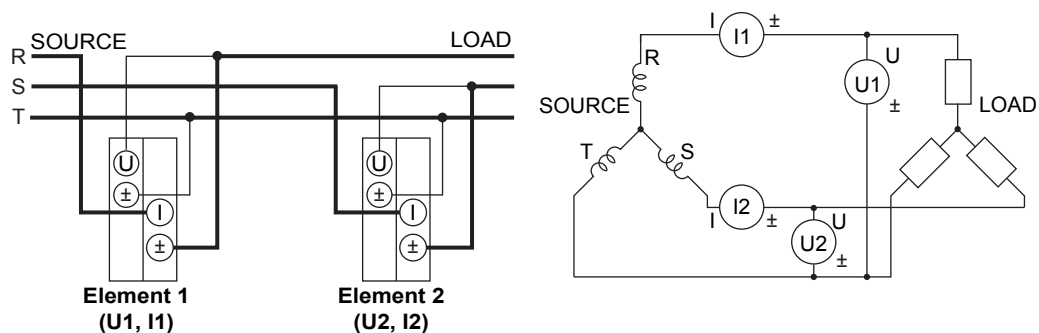 SOURCE
LOAD
R
S
T
U
±
I
±
U
±
I
±
Element 1
(U1, I1)
Element 2
(U2, I2)
I
I1
±
R
U
U1
±
SOURCE
LOAD
T
S
I
I2
±
U
U2
±